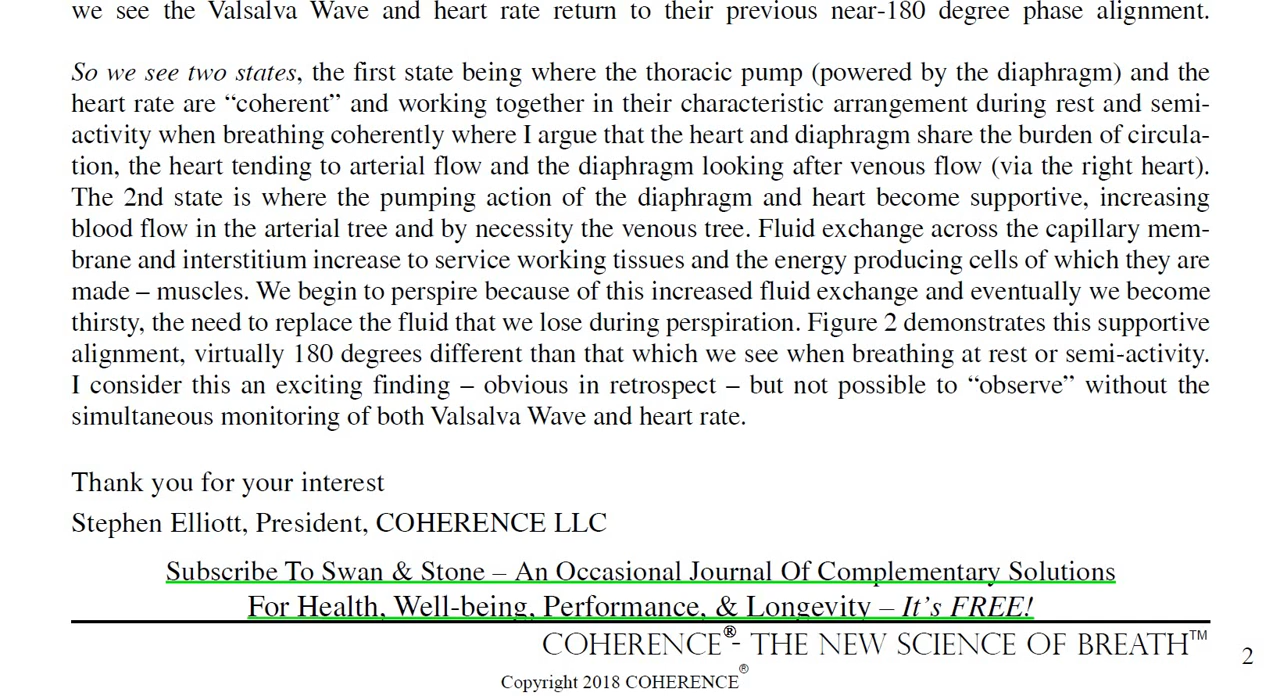 we see the Valsalva Wave and heart rate return to their previous near-180 degree phase alignment.
So we see two states, the first state being where the thoracic pump (powered by the diaphragm) and the
heart rate are “coherent” and working together in their characteristic arrangement during rest and semi-
activity when breathing coherently where I argue that the heart and diaphragm share the burden of circula-
tion, the heart tending to arterial flow and the diaphragm looking after venous flow (via the right heart).
The 2nd state is where the pumping action of the diaphragm and heart become supportive, increasing
blood flow in the arterial tree and by necessity the venous tree. Fluid exchange across the capillary mem-
brane and interstitium increase to service working tissues and the energy producing cells of which they are
made – muscles. We begin to perspire because of this increased fluid exchange and eventually we become
thirsty, the need to replace the fluid that we lose during perspiration. Figure 2 demonstrates this supportive
alignment, virtually 180 degrees different than that which we see when breathing at rest or semi-activity.
I consider this an exciting finding – obvious in retrospect – but not possible to “observe” without the
simultaneous monitoring of both Valsalva Wave and heart rate.
Thank you for your interest
Stephen Elliott, President, COHERENCE LLC
Subscribe To Swan & Stone – An Occasional Journal Of Complementary Solutions
For Health, Well-being, Performance, & Longevity – It’s FREE!
COHERENCE®- THE NEW SCIENCE OF BREATH™
2
Copyright 2018 COHERENCE®